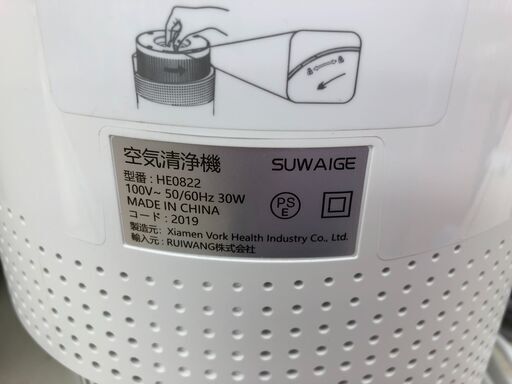 空気清浄機 SUWAIGE
型番 : HE0822
100V~ 50/60Hz 30W
MADE IN CHINA
コード : 2019
製造元: Xiamen Vork Health Industry Co., Ltd.
輸入元: RUIWANG株式会社
PS
E